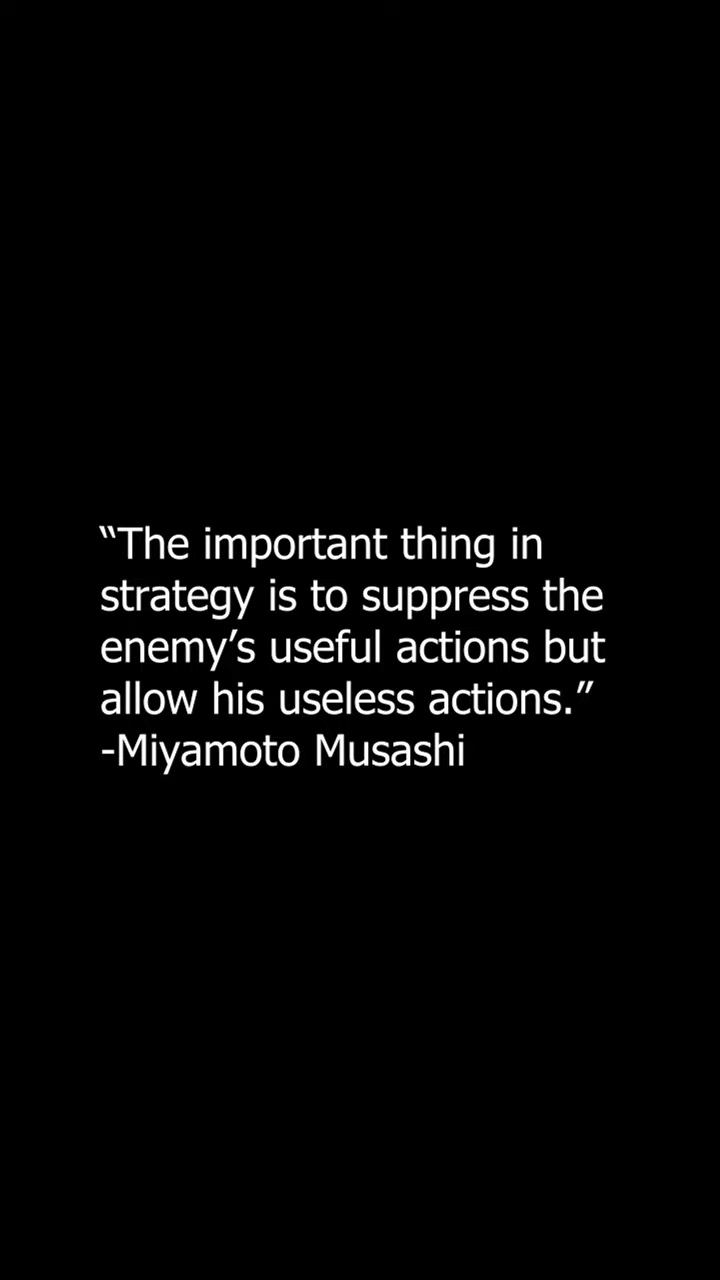 “The important thing in
strategy is to suppress the
enemy’s useful actions but
allow his useless actions.”
-Miyamoto Musashi